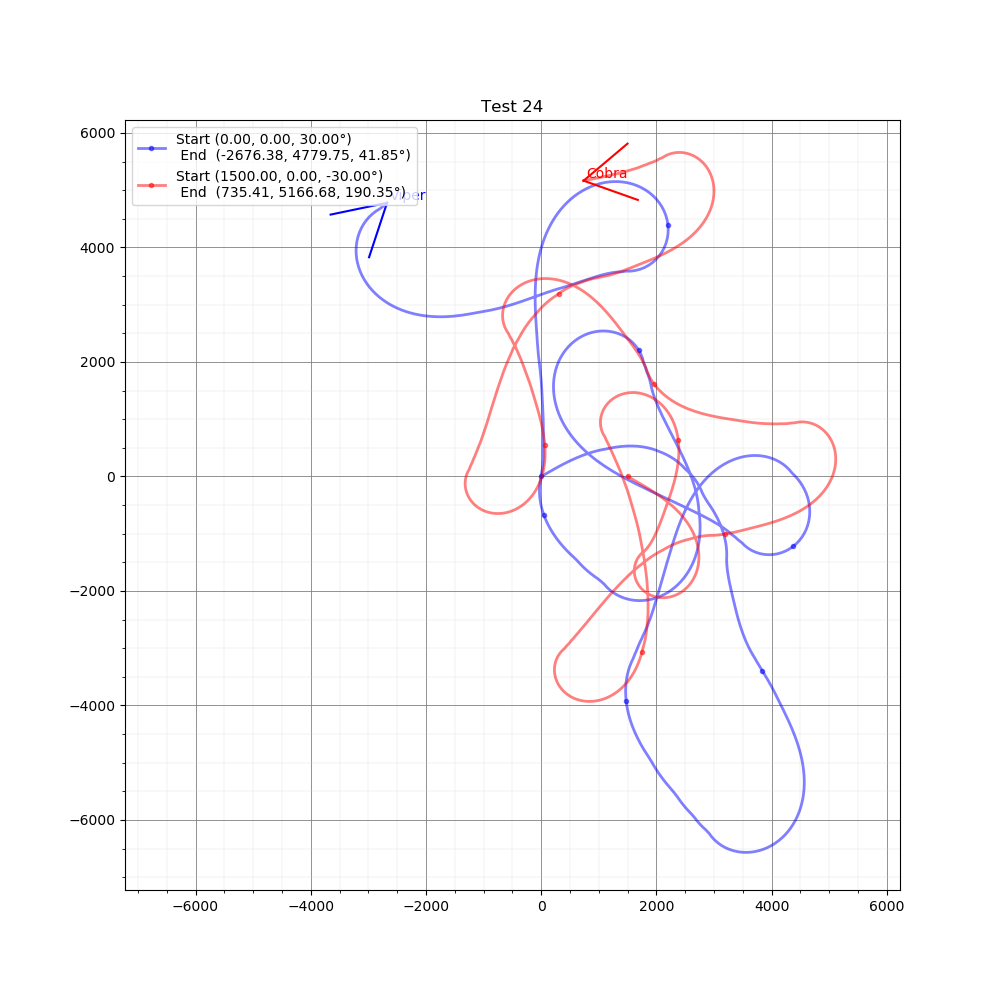 Test 24
Start (0.00, 0.00, 30.00°)
End (-2676.38, 4779.75, 41.85°)
Start (1500.00, 0.00, -30.00°)
End (735.41, 5166.68, 190.35°)
Viper
Cobra
6000
4000
2000
0
−2000
−4000
−6000
−6000 −4000 −2000 0 2000 4000 6000